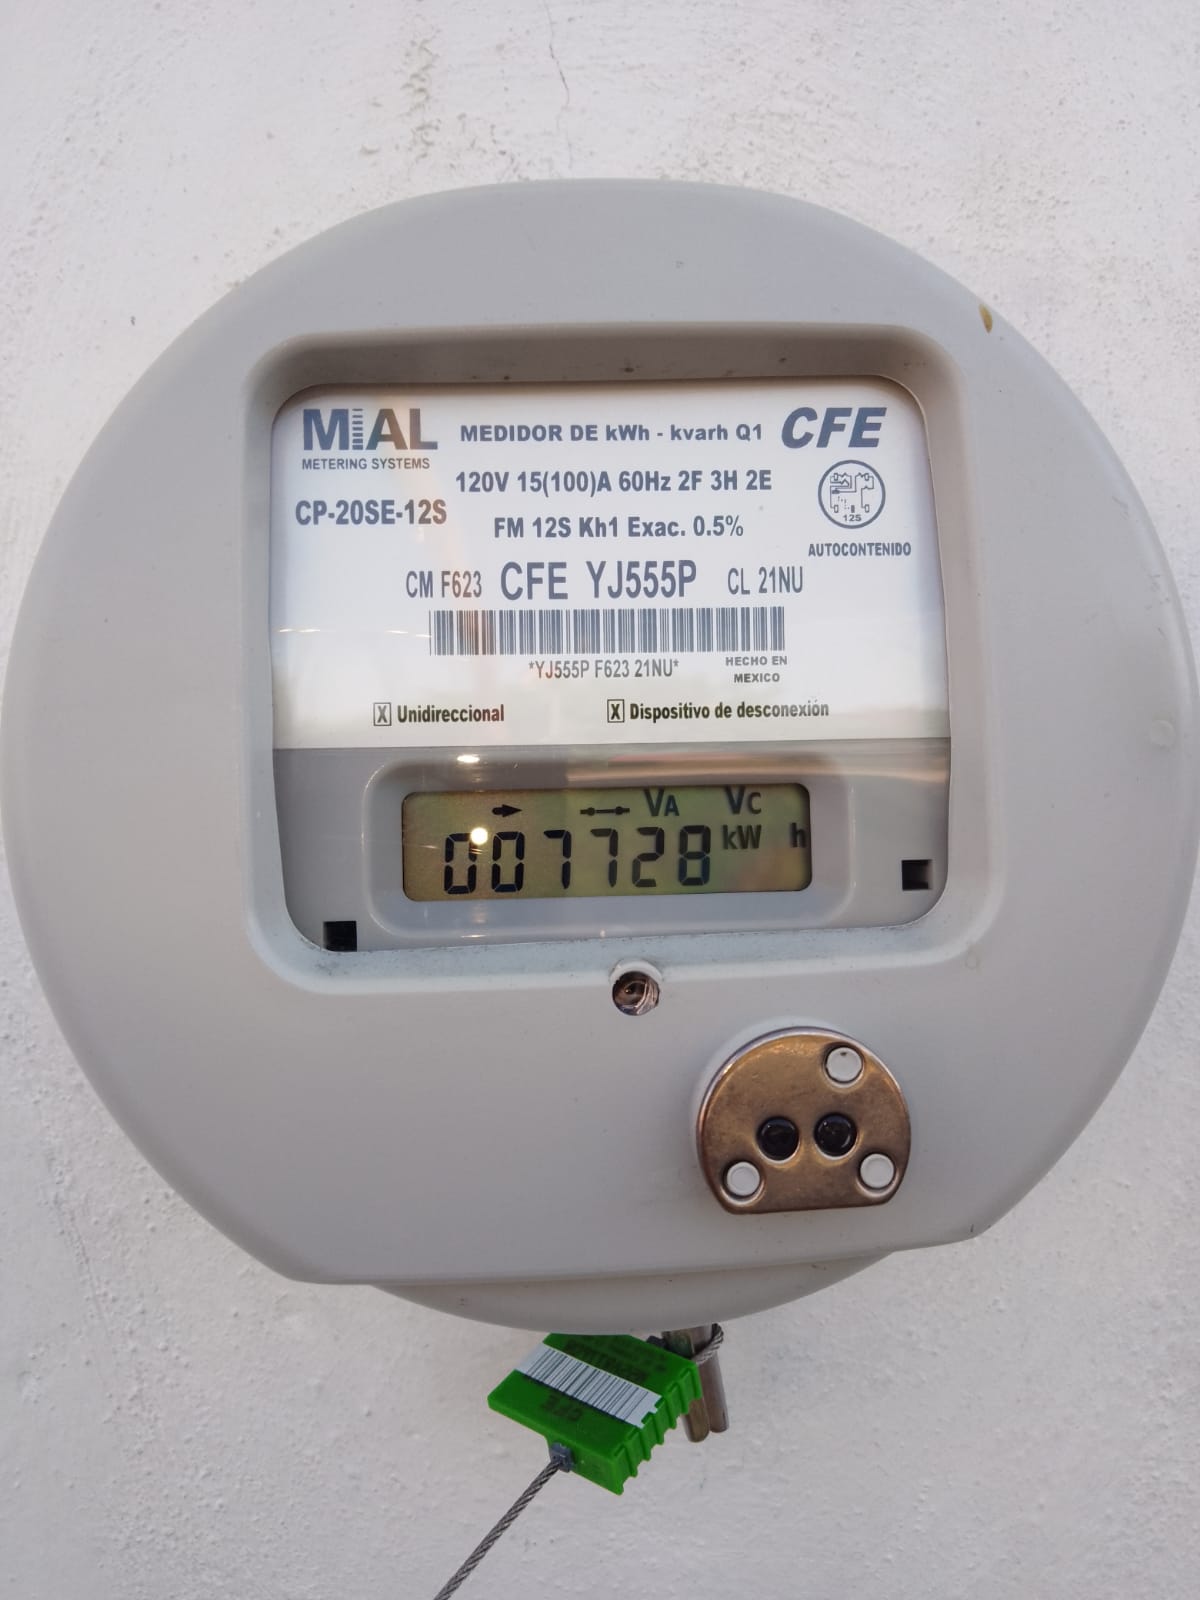 MIAL
METERING SYSTEMS
MEDIDOR DE kWh - kvarh Q1
CFE
120V 15(100)A 60Hz 2F 3H 2E
CP-20SE-12S
FM 12S Kh1 Exac. 0.5%
12S
AUTOCONTENIDO
CM F623 CFE YJ555P CL 21NU
*YJ555P F623 21NU*
HECHO EN
MEXICO
X Unidireccional
X Dispositivo de desconexión
VA VC
007728 kW h
CFE